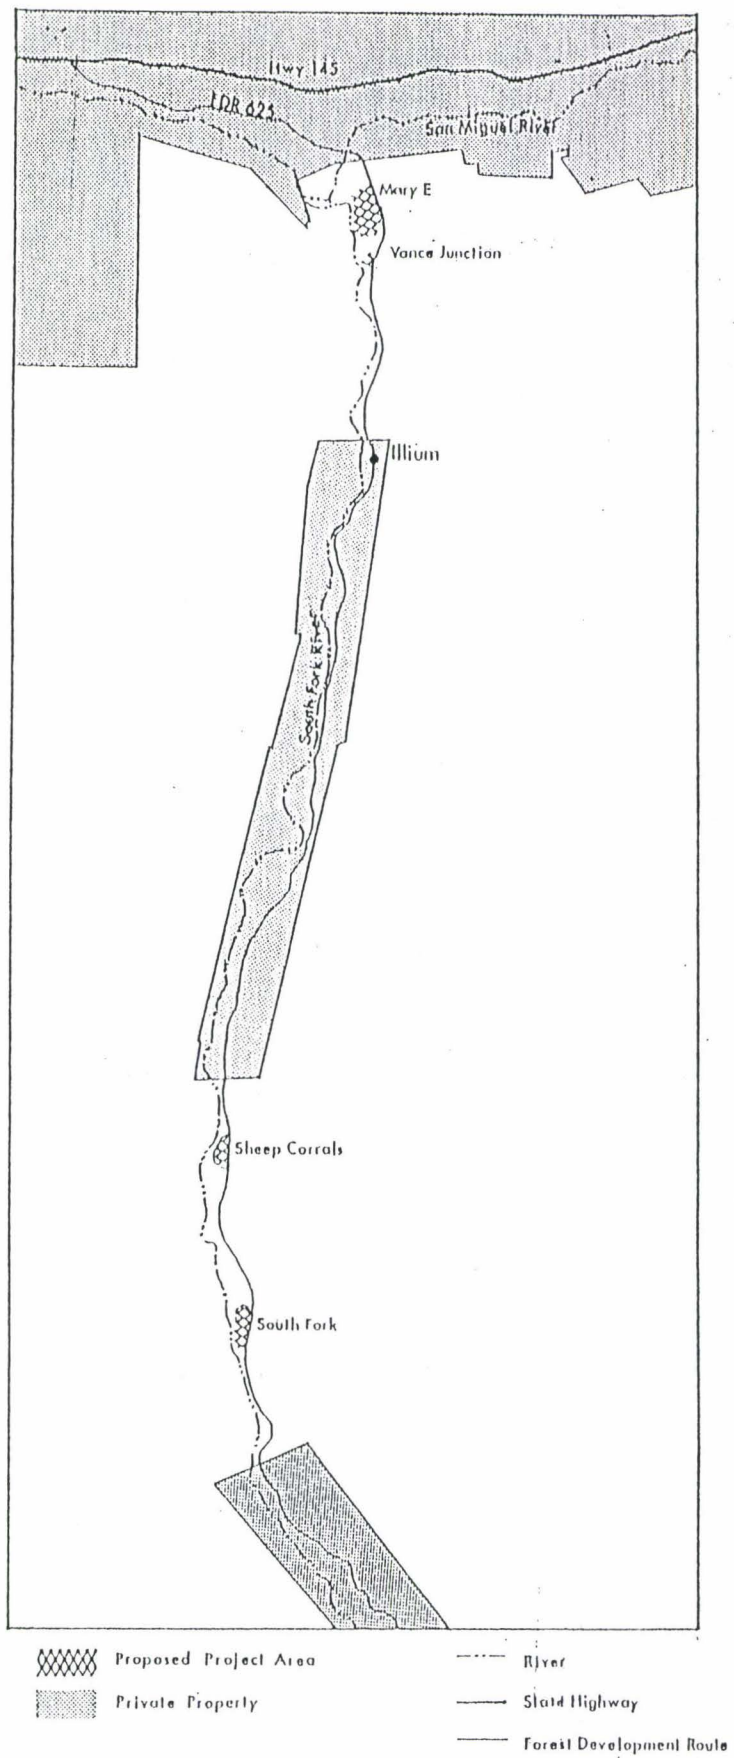 Hwy 145
FDR 625
San Miguel River
Mary E
Vance Junction
Illium
South Fork River
Sheep Corrals
South Fork
Proposed Project Area
Private Property
River
State Highway
Forest Development Route